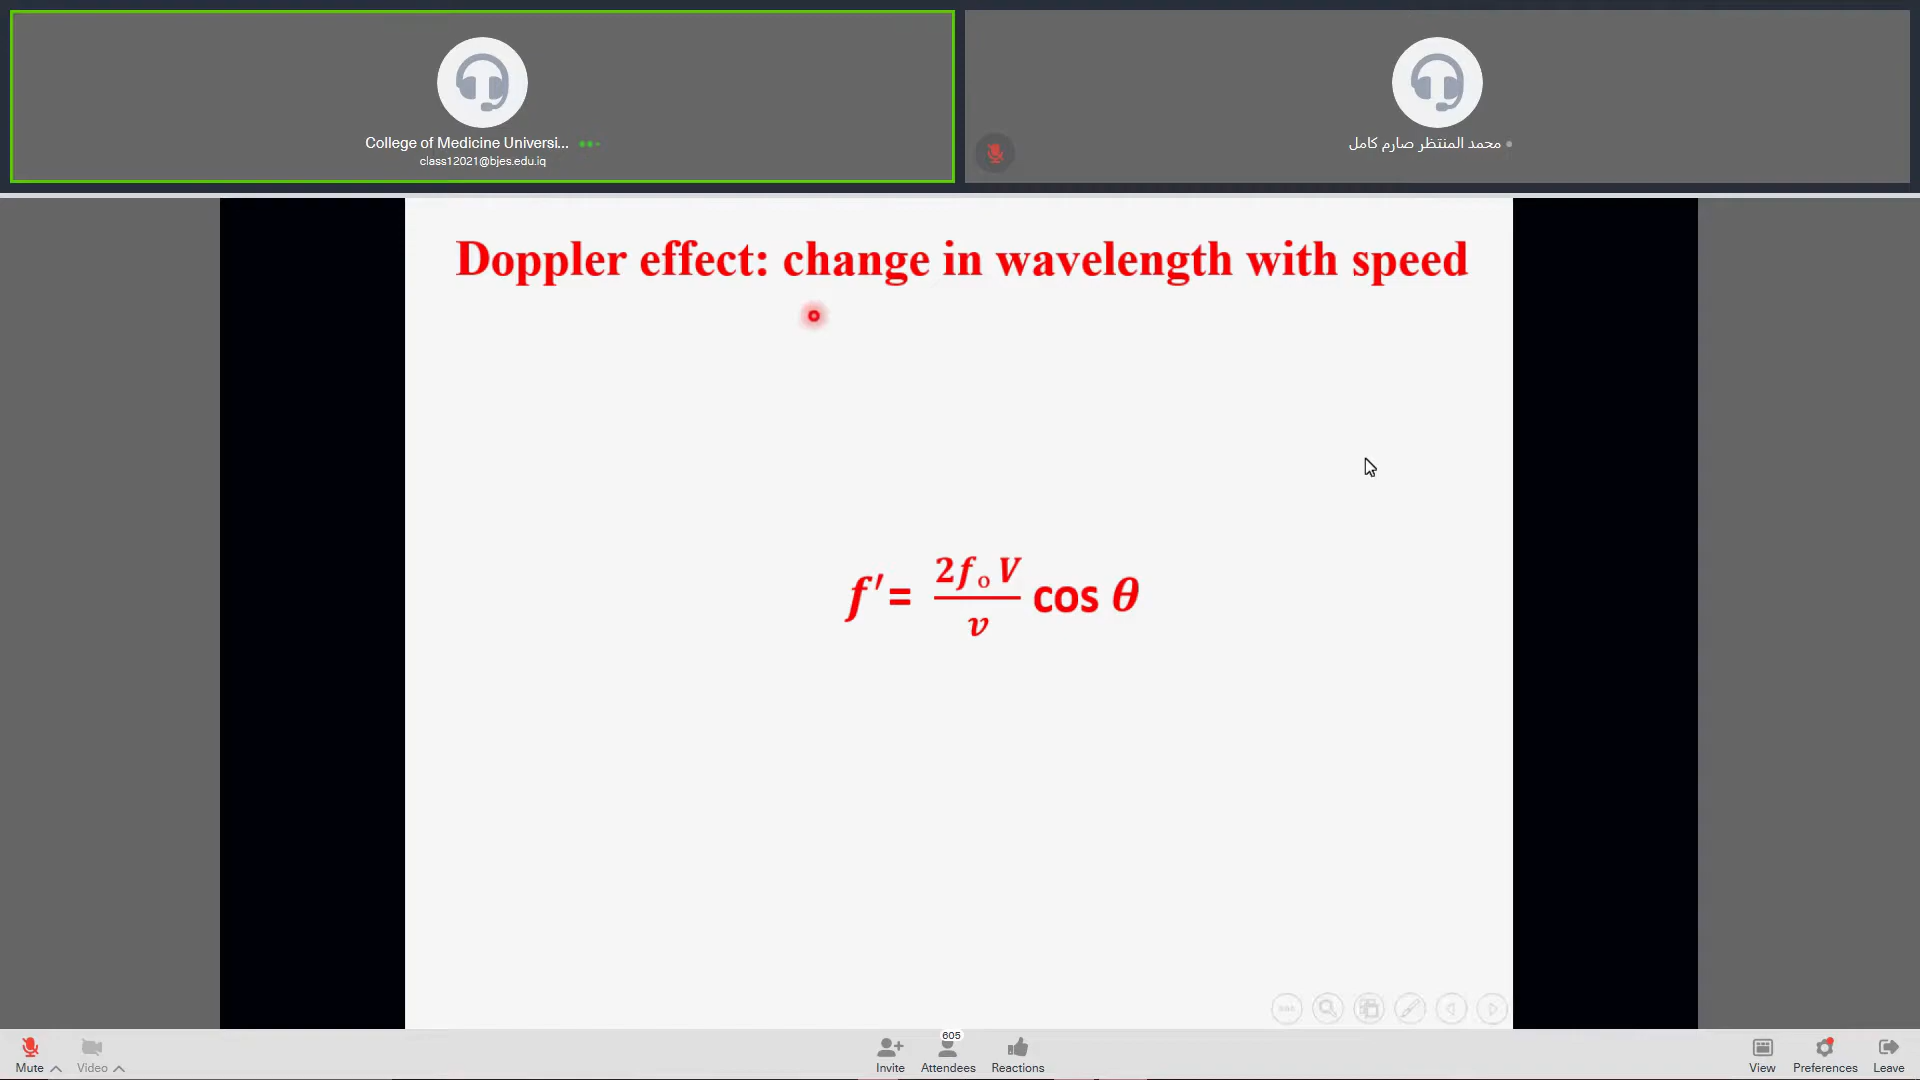 College of Medicine Universi...
class12021@bjes.edu.iq
محمد المنتظر صارم كامل
Doppler effect: change in wavelength with speed
f′= 2fₒV/v cos θ
605
Mute
Video
Invite
Attendees
Reactions
View
Preferences
Leave